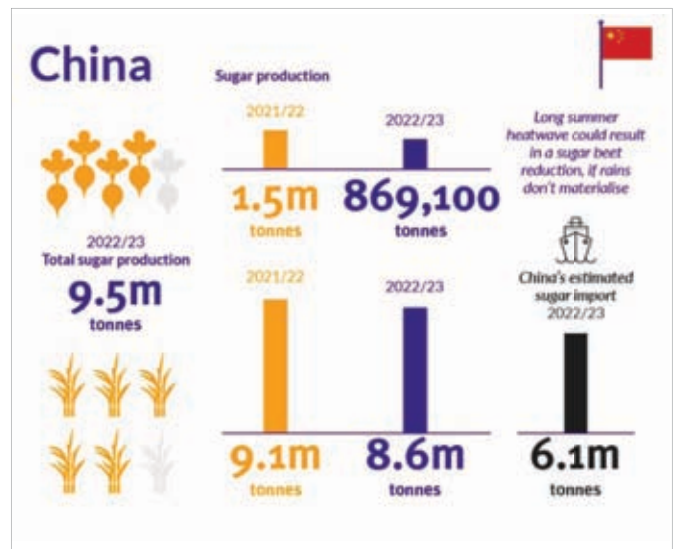 China
Sugar production
2021/22
1.5m
tonnes
2022/23
869,100
tonnes
Long summer
heatwave could result
in a sugar beet
reduction, if rains
don't materialise
2022/23
Total sugar production
9.5m
tonnes
2021/22
9.1m
tonnes
2022/23
8.6m
tonnes
China's estimated
sugar import
2022/23
6.1m
tonnes